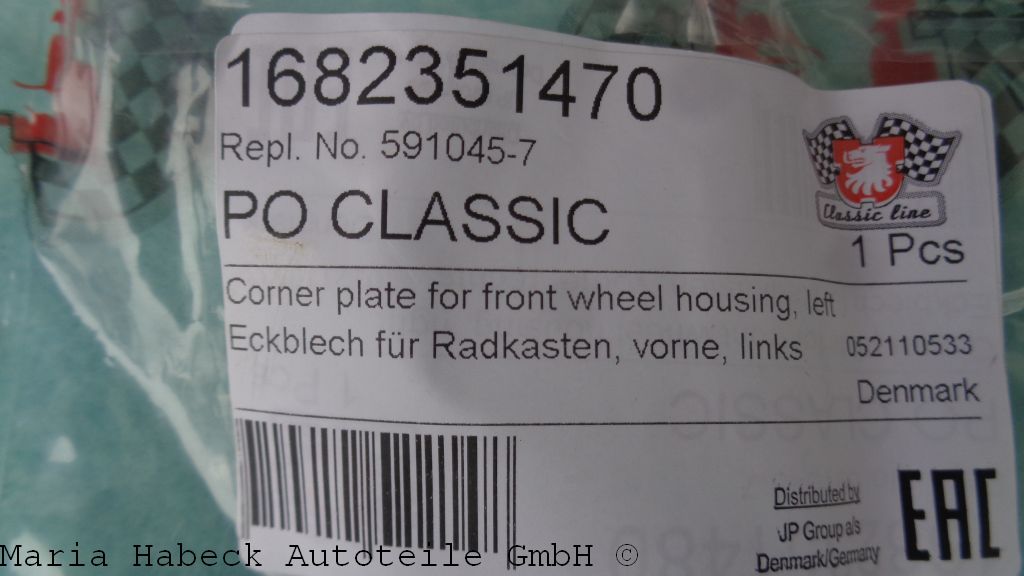 1682351470
Repl. No. 591045-7
PO CLASSIC
Classic line
1 Pcs
Corner plate for front wheel housing, left
Eckblech für Radkasten, vorne, links
052110533
Denmark
Distributed by
JP Group a/s
Denmark/Germany
EAC
Maria Habeck Autoteile GmbH ©